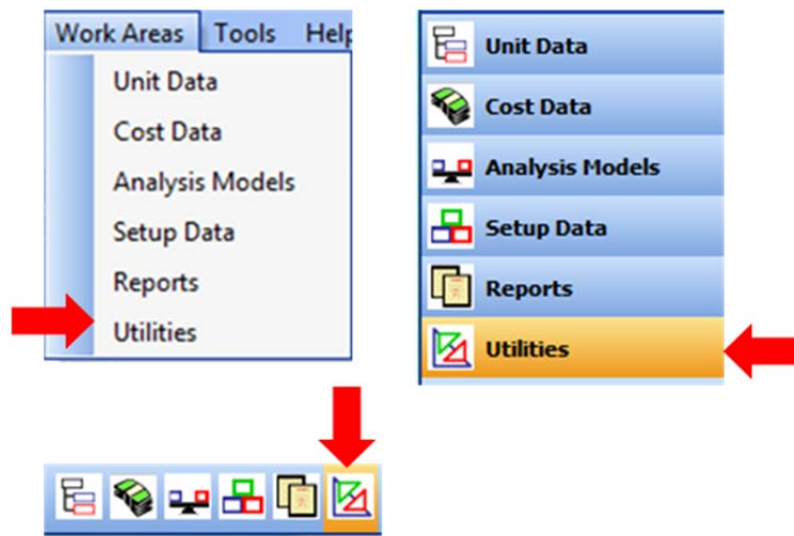 Work Areas Tools Help
Unit Data
Cost Data
Analysis Models
Setup Data
Reports
Utilities
Unit Data
Cost Data
Analysis Models
Setup Data
Reports
Utilities